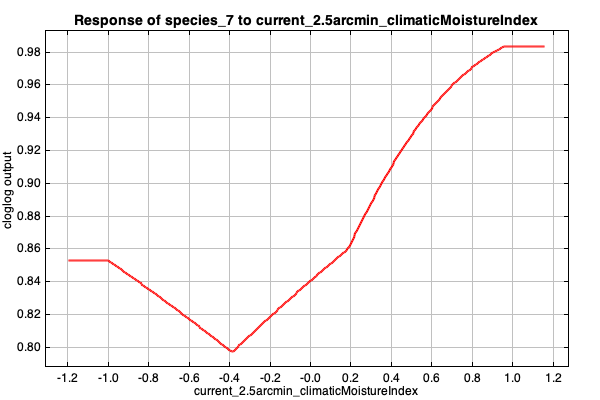 Response of species_7 to current_2.5arcmin_climaticMoistureIndex
cloglog output
0.98
0.96
0.94
0.92
0.90
0.88
0.86
0.84
0.82
0.80
-1.2 -1.0 -0.8 -0.6 -0.4 -0.2 -0.0 0.2 0.4 0.6 0.8 1.0 1.2
current_2.5arcmin_climaticMoistureIndex